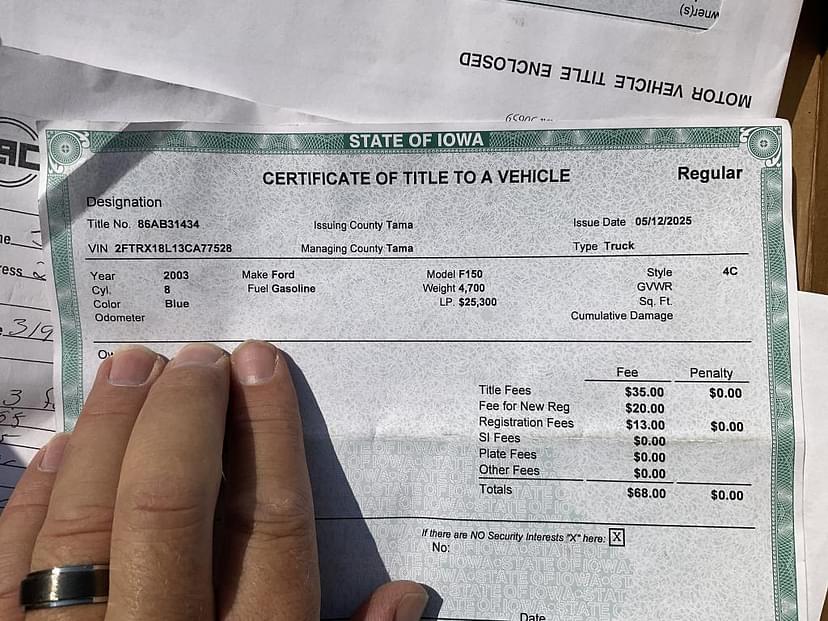 wner(s)
MOTOR VEHICLE TITLE ENCLOSED
STATE OF IOWA
CERTIFICATE OF TITLE TO A VEHICLE Regular
Designation
Title No. 86AB31434 Issuing County Tama Issue Date 05/12/2025
VIN 2FTRX18L13CA77528 Managing County Tama Type Truck
Year 2003 Make Ford Model F150 Style 4C
Cyl. 8 Fuel Gasoline Weight 4,700 GVWR
Color Blue LP. $25,300 Sq. Ft.
Odometer Cumulative Damage
Ow
Fee Penalty
Title Fees $35.00 $0.00
Fee for New Reg $20.00
Registration Fees $13.00 $0.00
SI Fees $0.00
Plate Fees $0.00
Other Fees $0.00
Totals $68.00 $0.00
If there are NO Security Interests "X" here: X
No:
Date